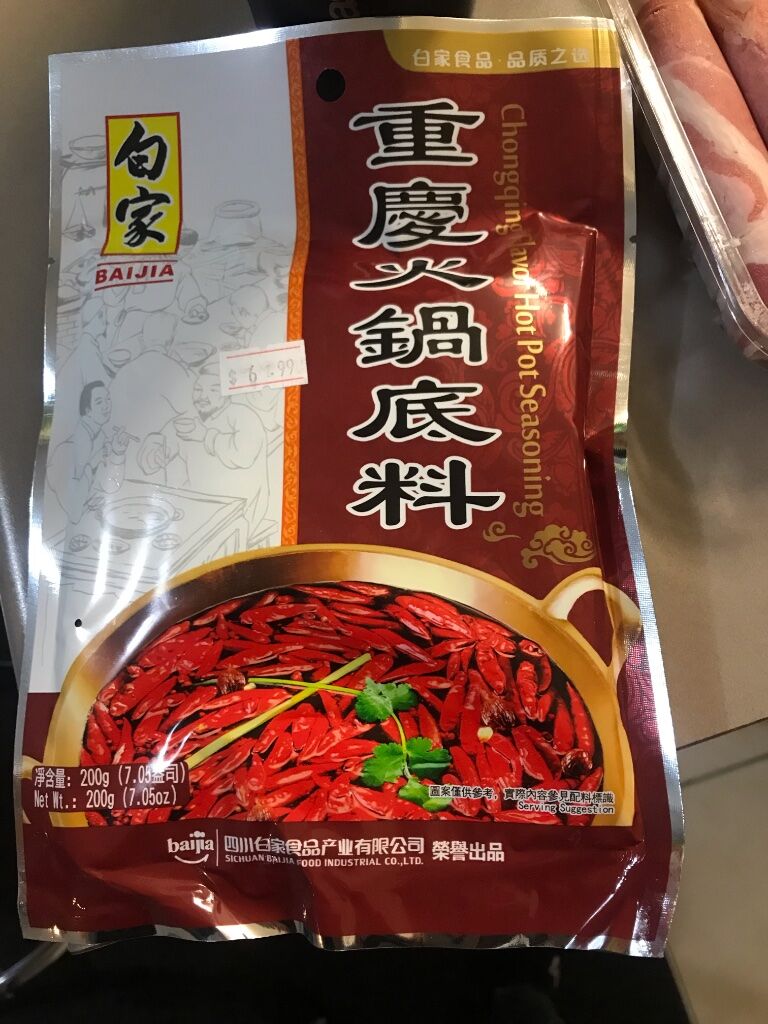 白家食品·品质之选
白家
BAIJIA
重慶火鍋底料
Chongqing flavor Hot Pot Seasoning
$ 6.99
淨含量：200g (7.05盎司)
Net Wt.: 200g (7.05oz)
圖案僅供參考，實際內容參見配料標識
Serving Suggestion
baijia
四川白家食品产业有限公司
SICHUAN BAIJIA FOOD INDUSTRIAL CO.,LTD.
榮譽出品